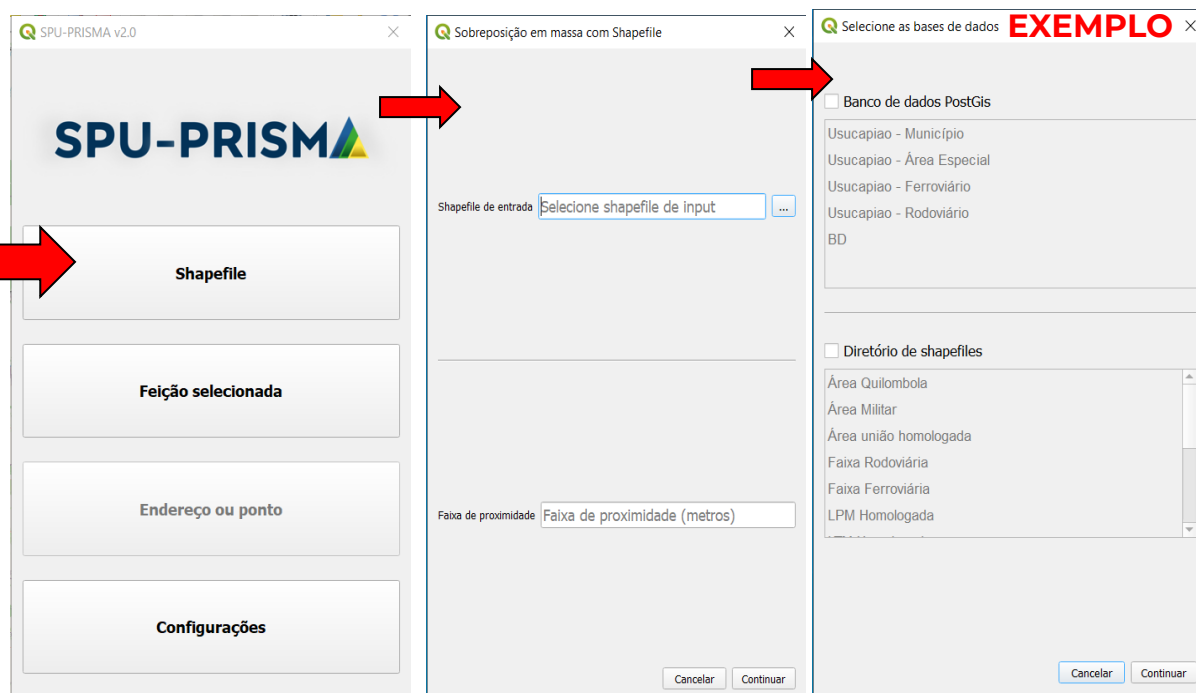 SPU-PRISMA v2.0
SPU-PRISMA
Shapefile
Feição selecionada
Endereço ou ponto
Configurações
Sobreposição em massa com Shapefile
Shapefile de entrada Selecione shapefile de input ...
Faixa de proximidade Faixa de proximidade (metros)
Cancelar Continuar
Selecione as bases de dados EXEMPLO
Banco de dados PostGis
Usucapiao - Município
Usucapiao - Área Especial
Usucapiao - Ferroviário
Usucapiao - Rodoviário
BD
Diretório de shapefiles
Área Quilombola
Área Militar
Área união homologada
Faixa Rodoviária
Faixa Ferroviária
LPM Homologada
Cancelar Continuar